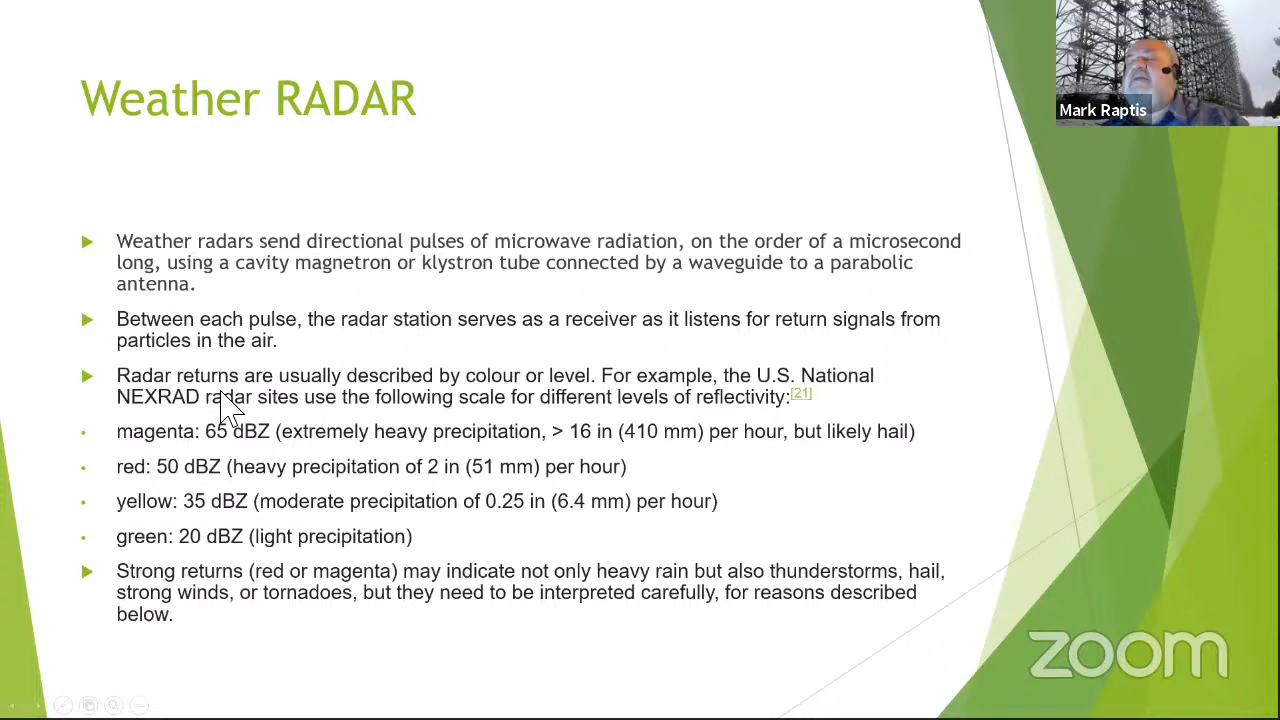 Mark Raptis
Weather RADAR
Weather radars send directional pulses of microwave radiation, on the order of a microsecond
long, using a cavity magnetron or klystron tube connected by a waveguide to a parabolic
antenna.
Between each pulse, the radar station serves as a receiver as it listens for return signals from
particles in the air.
Radar returns are usually described by colour or level. For example, the U.S. National
NEXRAD radar sites use the following scale for different levels of reflectivity:[21]
magenta: 65 dBZ (extremely heavy precipitation, > 16 in (410 mm) per hour, but likely hail)
red: 50 dBZ (heavy precipitation of 2 in (51 mm) per hour)
yellow: 35 dBZ (moderate precipitation of 0.25 in (6.4 mm) per hour)
green: 20 dBZ (light precipitation)
Strong returns (red or magenta) may indicate not only heavy rain but also thunderstorms, hail,
strong winds, or tornadoes, but they need to be interpreted carefully, for reasons described
below.
zoom